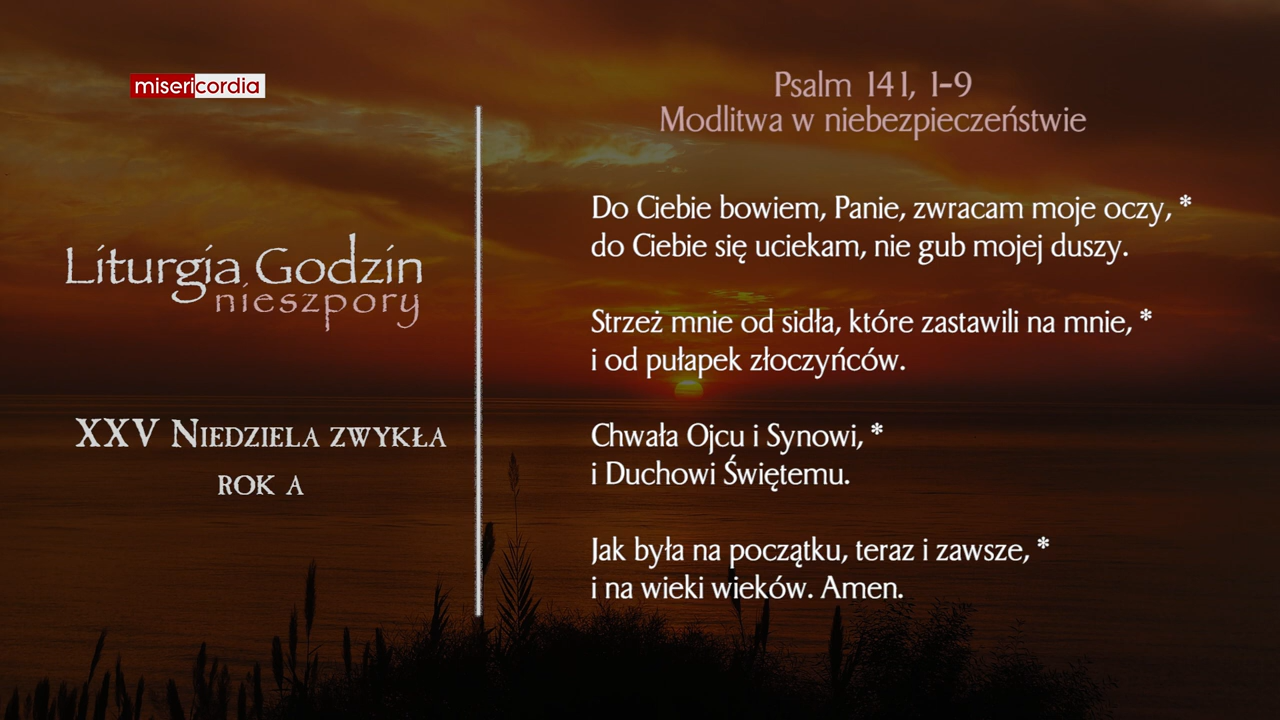 misericordia
Liturgia Godzin
nieszpory
XXV Niedziela zwykła
rok A
Psalm 141, 1-9
Modlitwa w niebezpieczeństwie
Do Ciebie bowiem, Panie, zwracam moje oczy, *
do Ciebie się uciekam, nie gub mojej duszy.
Strzeż mnie od sidła, które zastawili na mnie, *
i od pułapek złoczyńców.
Chwała Ojcu i Synowi, *
i Duchowi Świętemu.
Jak była na początku, teraz i zawsze, *
i na wieki wieków. Amen.